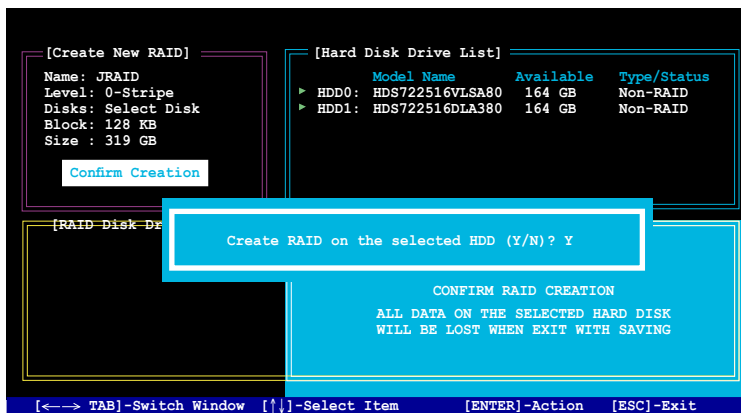 [Create New RAID]
Name: JRAID
Level: 0-Stripe
Disks: Select Disk
Block: 128 KB
Size : 319 GB
Confirm Creation
[Hard Disk Drive List]
Model Name Available Type/Status
HDD0: HDS722516VLSA80 164 GB Non-RAID
HDD1: HDS722516DLA380 164 GB Non-RAID
[RAID Disk Dr
Create RAID on the selected HDD (Y/N)? Y
CONFIRM RAID CREATION
ALL DATA ON THE SELECTED HARD DISK
WILL BE LOST WHEN EXIT WITH SAVING
[←→ TAB]-Switch Window [↑↓]-Select Item [ENTER]-Action [ESC]-Exit